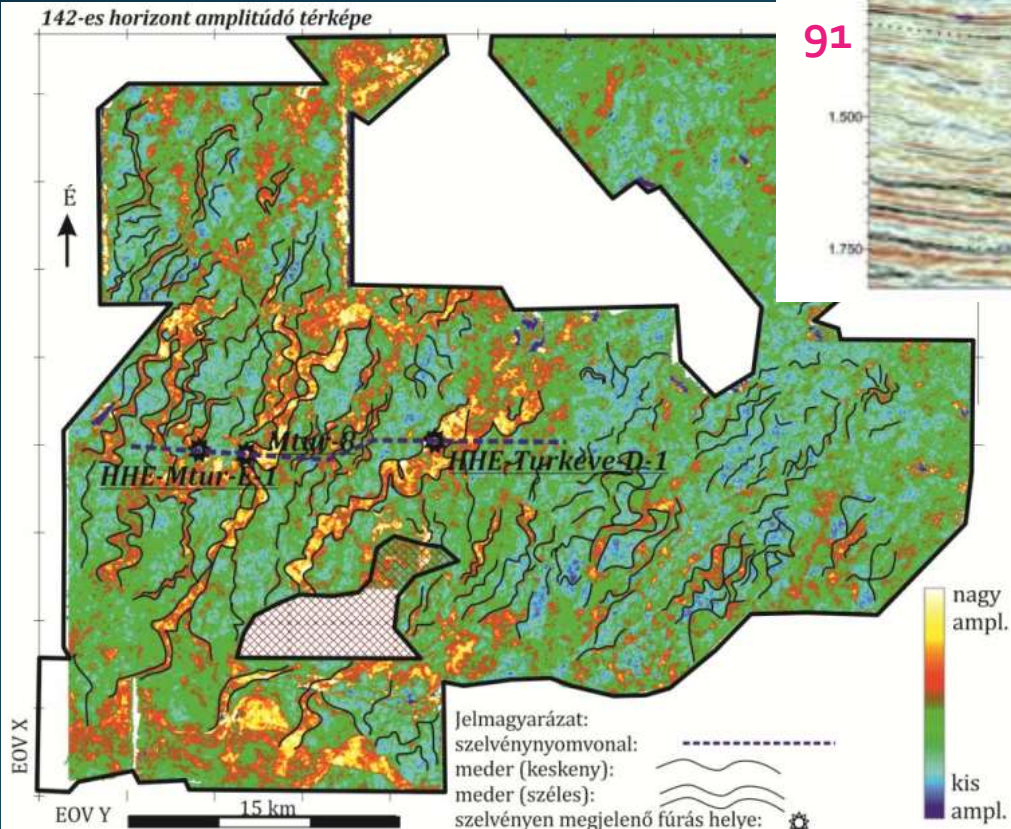 142-es horizont amplitúdó térképe
91
1.500
1.750
É
Mtur-8
HHE-Mtur-E-1
HHE-Turkeve-D-1
nagy
ampl.
kis
ampl.
Jelmagyarázat:
szelvénynyomvonal:
meder (keskeny):
meder (széles):
szelvényen megjelenő fúrás helye:
EOV X
EOV Y
15 km